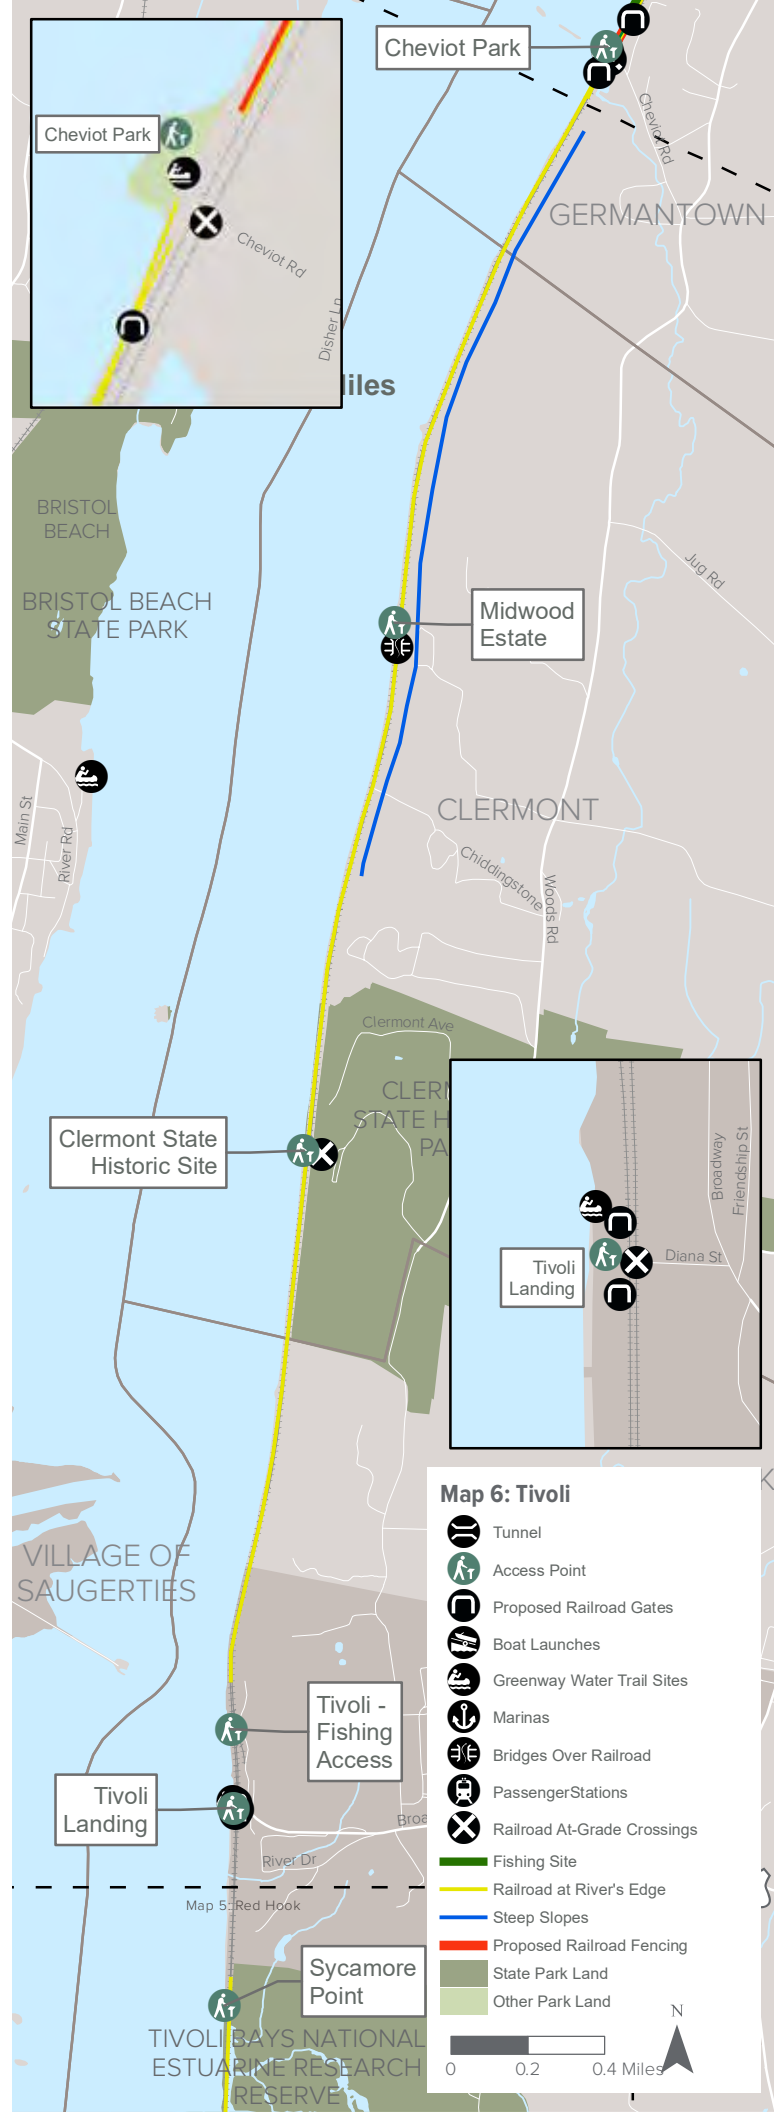 Cheviot Park
Cheviot Park
Cheviot Rd
Cheviot Rd
GERMANTOWN
Disher Ln
iles
BRISTOL
BEACH
BRISTOL BEACH
STATE PARK
Jug Rd
Midwood
Estate
Main St
River Rd
CLERMONT
Chiddingstone
Woods Rd
Clermont Ave
CLERM
STATE H
PA
Clermont State
Historic Site
Broadway
Friendship St
Diana St
Tivoli
Landing
VILLAGE OF
SAUGERTIES
Tivoli -
Fishing
Access
Tivoli
Landing
Broa
River Dr
Map 5: Red Hook
Sycamore
Point
TIVOLI BAYS NATIONAL
ESTUARINE RESEARCH
RESERVE
K
Map 6: Tivoli
Tunnel
Access Point
Proposed Railroad Gates
Boat Launches
Greenway Water Trail Sites
Marinas
Bridges Over Railroad
PassengerStations
Railroad At-Grade Crossings
Fishing Site
Railroad at River's Edge
Steep Slopes
Proposed Railroad Fencing
State Park Land
Other Park Land
N
0 0.2 0.4 Miles